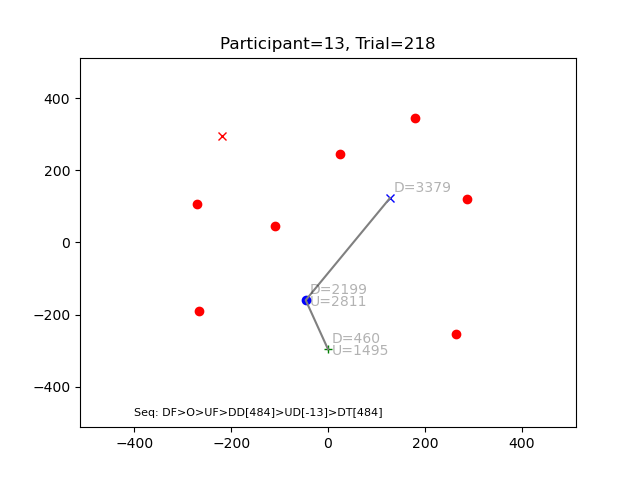 Participant=13, Trial=218
400
200
0
−200
−400
D=3379
D=2199
U=2811
D=460
U=1495
Seq: DF>O>UF>DD[484]>UD[-13]>DT[484]
−400
−200
0
200
400